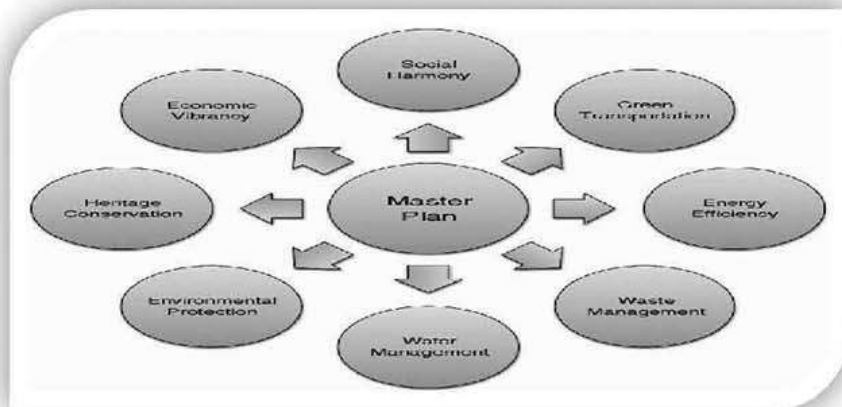 Social
Harmony
Economic
Vibrancy
Green
Transportation
Heritage
Conservation
Master
Plan
Energy
Efficiency
Environmental
Protection
Waste
Management
Water
Management